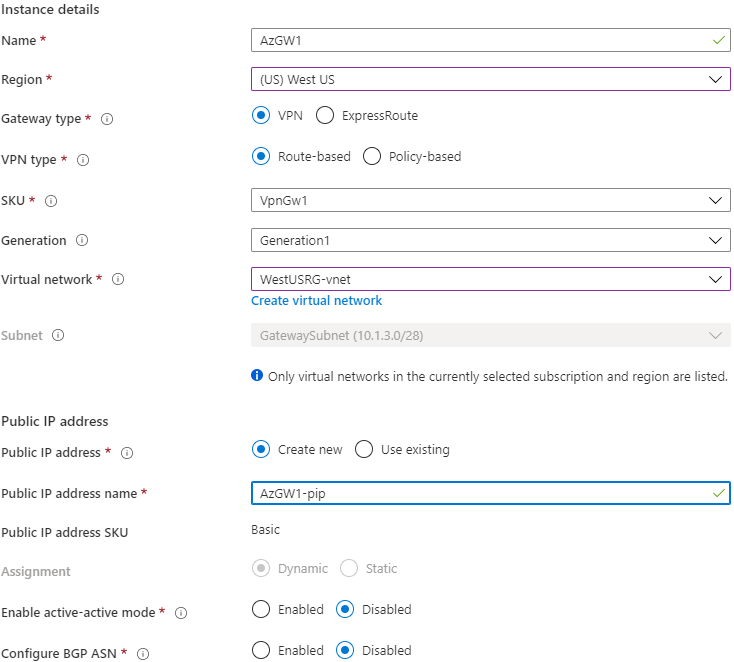 Instance details
Name * AzGW1
Region * (US) West US
Gateway type * VPN ExpressRoute
VPN type * Route-based Policy-based
SKU * VpnGw1
Generation Generation1
Virtual network * WestUSRG-vnet
Create virtual network
Subnet GatewaySubnet (10.1.3.0/28)
Only virtual networks in the currently selected subscription and region are listed.
Public IP address
Public IP address * Create new Use existing
Public IP address name * AzGW1-pip
Public IP address SKU Basic
Assignment Dynamic Static
Enable active-active mode * Enabled Disabled
Configure BGP ASN * Enabled Disabled